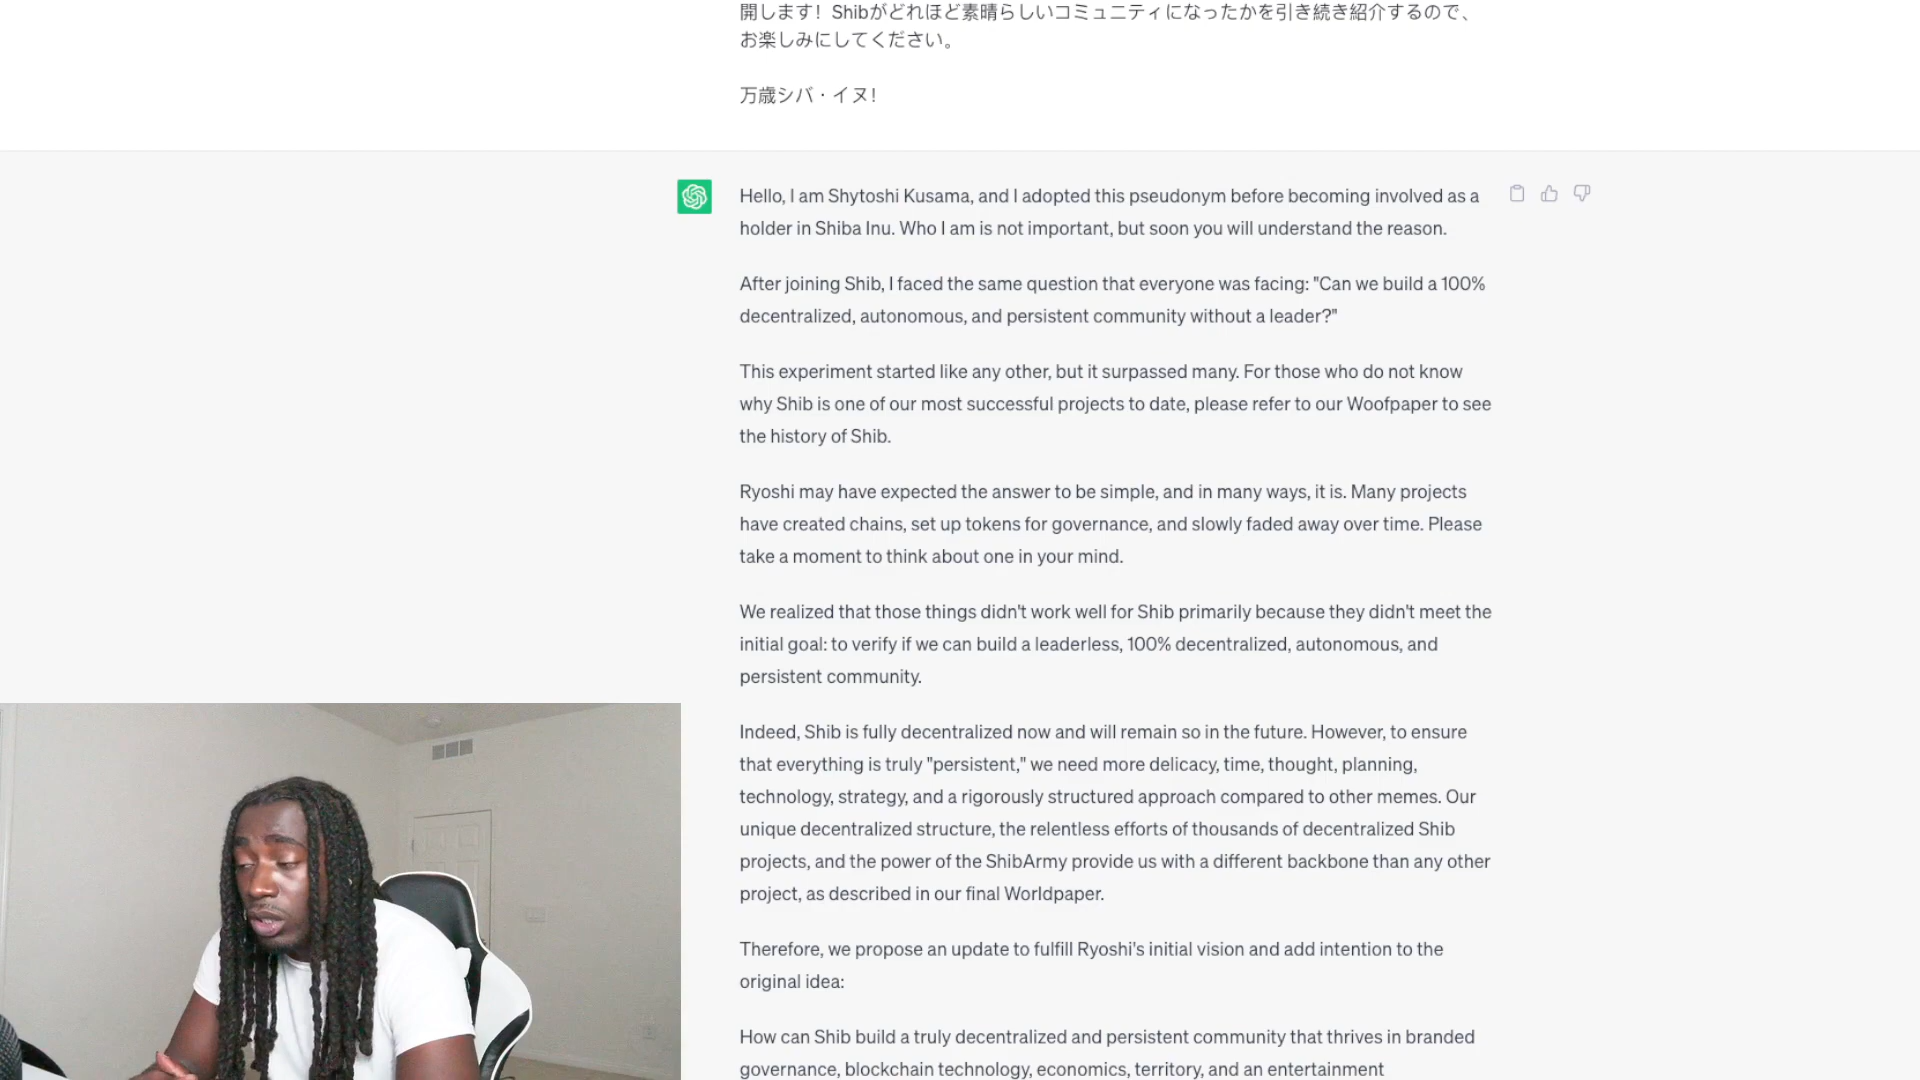 開します！Shibがどれほど素晴らしいコミュニティになったかを引き続き紹介するので、
お楽しみにしてください。
万歳シバ・イヌ！
Hello, I am Shytoshi Kusama, and I adopted this pseudonym before becoming involved as a
holder in Shiba Inu. Who I am is not important, but soon you will understand the reason.
After joining Shib, I faced the same question that everyone was facing: "Can we build a 100%
decentralized, autonomous, and persistent community without a leader?"
This experiment started like any other, but it surpassed many. For those who do not know
why Shib is one of our most successful projects to date, please refer to our Woofpaper to see
the history of Shib.
Ryoshi may have expected the answer to be simple, and in many ways, it is. Many projects
have created chains, set up tokens for governance, and slowly faded away over time. Please
take a moment to think about one in your mind.
We realized that those things didn't work well for Shib primarily because they didn't meet the
initial goal: to verify if we can build a leaderless, 100% decentralized, autonomous, and
persistent community.
Indeed, Shib is fully decentralized now and will remain so in the future. However, to ensure
that everything is truly "persistent," we need more delicacy, time, thought, planning,
technology, strategy, and a rigorously structured approach compared to other memes. Our
unique decentralized structure, the relentless efforts of thousands of decentralized Shib
projects, and the power of the ShibArmy provide us with a different backbone than any other
project, as described in our final Worldpaper.
Therefore, we propose an update to fulfill Ryoshi's initial vision and add intention to the
original idea:
How can Shib build a truly decentralized and persistent community that thrives in branded
governance, blockchain technology, economics, territory, and an entertainment